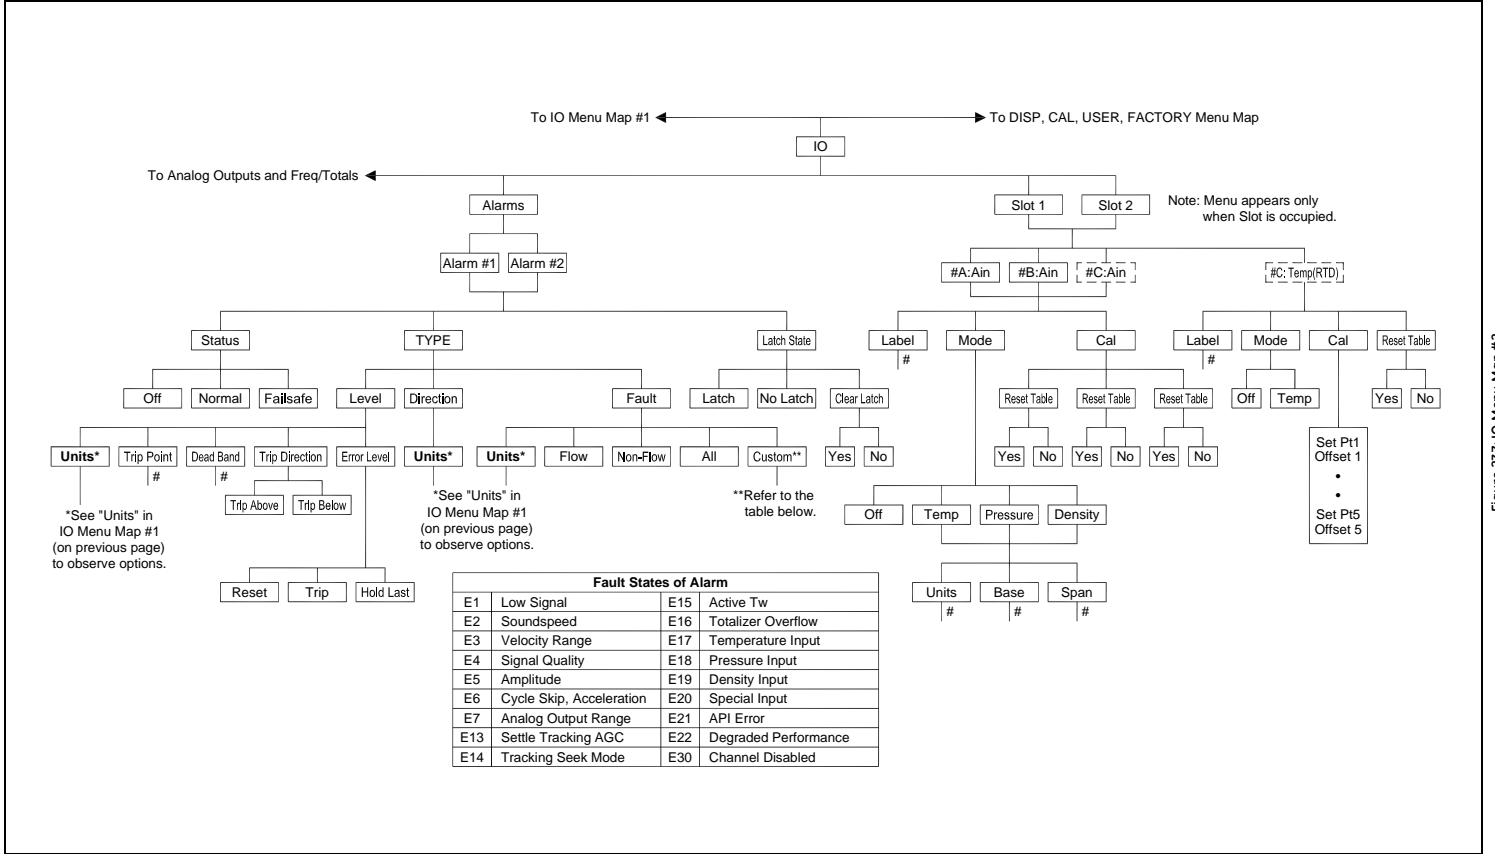 To IO Menu Map #1
To DISP, CAL, USER, FACTORY Menu Map
IO
To Analog Outputs and Freq/Totals
Alarms
Slot 1
Slot 2
Note: Menu appears only
when Slot is occupied.
Alarm #1
Alarm #2
#A:Ain
#B:Ain
#C:Ain
#C: Temp(RTD)
Status
TYPE
Latch State
Label
#
Mode
Cal
Label
#
Mode
Cal
Reset Table
Off
Normal
Failsafe
Level
Direction
Fault
Latch
No Latch
Clear Latch
Reset Table
Reset Table
Reset Table
Off
Temp
Yes
No
Units*
Trip Point
#
Dead Band
#
Trip Direction
Error Level
Units*
Units*
Flow
Non-Flow
All
Custom**
Yes
No
Yes
No
Yes
No
Yes
No
Set Pt1
Offset 1
•
•
Set Pt5
Offset 5
Trip Above
Trip Below
*See "Units" in
IO Menu Map #1
(on previous page)
to observe options.
*See "Units" in
IO Menu Map #1
(on previous page)
to observe options.
**Refer to the
table below.
Off
Temp
Pressure
Density
Reset
Trip
Hold Last
Units
#
Base
#
Span
#
Fault States of Alarm
E1 Low Signal E15 Active Tw
E2 Soundspeed E16 Totalizer Overflow
E3 Velocity Range E17 Temperature Input
E4 Signal Quality E18 Pressure Input
E5 Amplitude E19 Density Input
E6 Cycle Skip, Acceleration E20 Special Input
E7 Analog Output Range E21 API Error
E13 Settle Tracking AGC E22 Degraded Performance
E14 Tracking Seek Mode E30 Channel Disabled